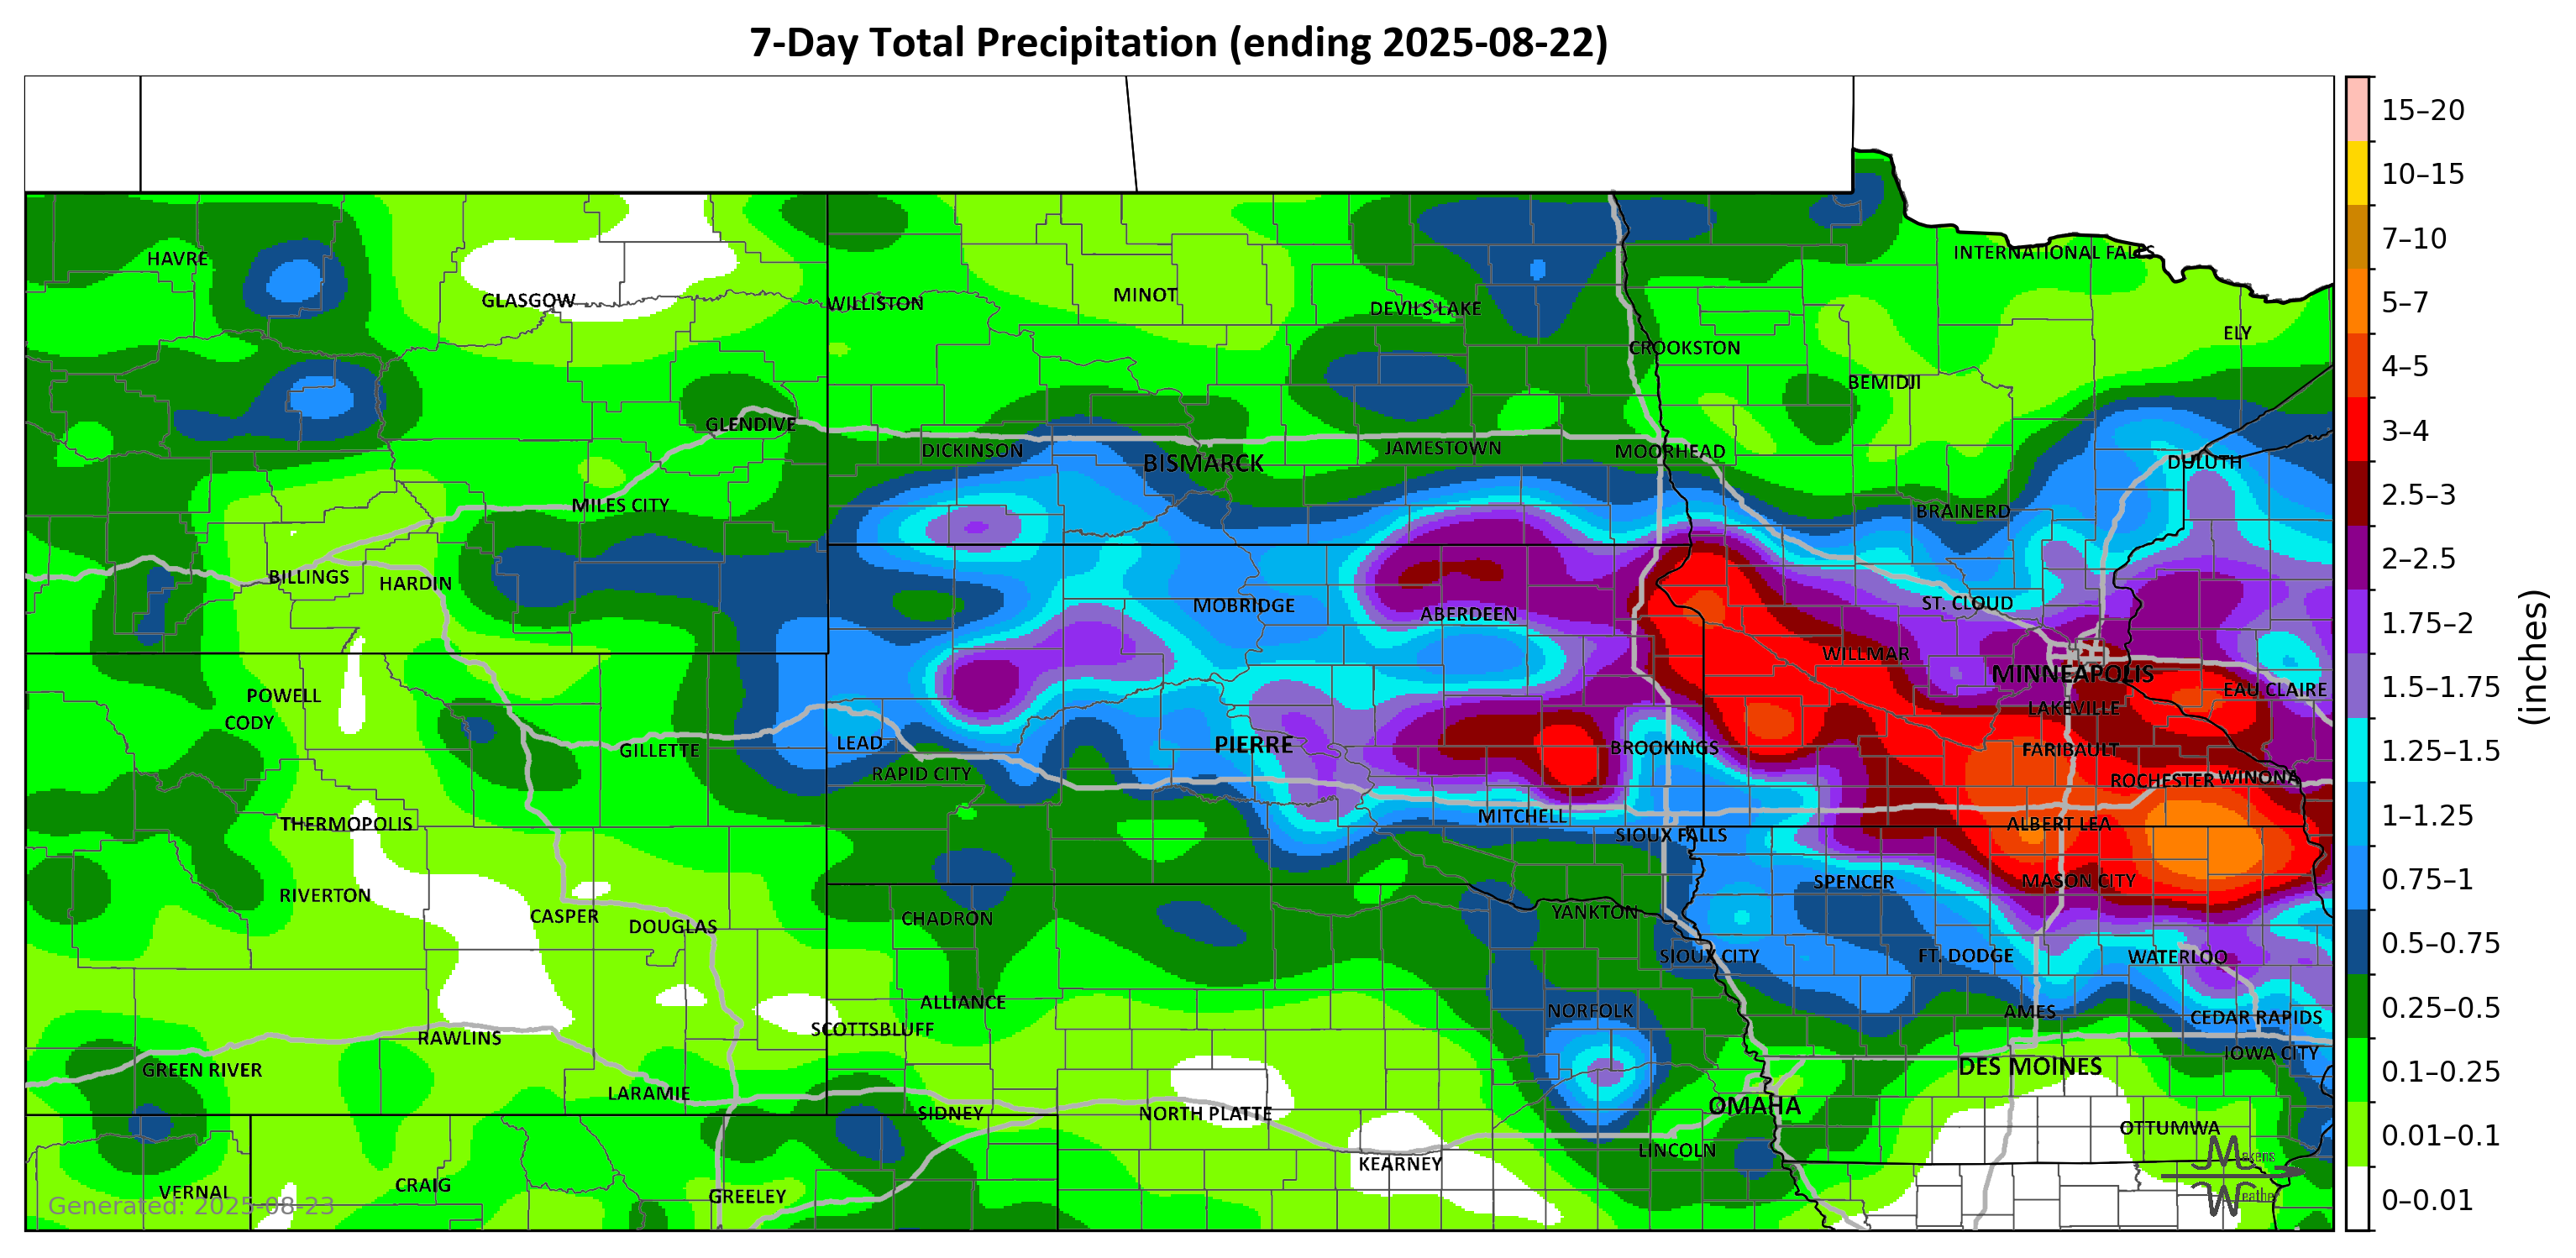 7-Day Total Precipitation (ending 2025-08-22)
15–20
10–15
7–10
5–7
4–5
3–4
2.5–3
2–2.5
1.75–2
1.5–1.75
1.25–1.5
1–1.25
0.75–1
0.5–0.75
0.25–0.5
0.1–0.25
0.01–0.1
0–0.01
(inches)
HAVRE
INTERNATIONAL FALLS
GLASGOW
WILLISTON
MINOT
DEVILS LAKE
ELY
CROOKSTON
BEMIDJI
GLENDIVE
DICKINSON
BISMARCK
JAMESTOWN
MOORHEAD
DULUTH
MILES CITY
BRAINERD
BILLINGS
HARDIN
MOBRIDGE
ABERDEEN
ST. CLOUD
WILLMAR
MINNEAPOLIS
POWELL
EAU CLAIRE
CODY
LAKEVILLE
GILLETTE
LEAD
PIERRE
BROOKINGS
FARIBAULT
RAPID CITY
ROCHESTER
WINONA
THERMOPOLIS
MITCHELL
ALBERT LEA
SIOUX FALLS
RIVERTON
SPENCER
MASON CITY
CASPER
DOUGLAS
CHADRON
YANKTON
SIOUX CITY
FT. DODGE
WATERLOO
ALLIANCE
NORFOLK
AMES
CEDAR RAPIDS
SCOTTSBLUFF
RAWLINS
IOWA CITY
GREEN RIVER
DES MOINES
LARAMIE
SIDNEY
NORTH PLATTE
OMAHA
OTTUMWA
LINCOLN
KEARNEY
VERNAL
CRAIG
GREELEY
Makens
Weather
Generated: 2025-08-23